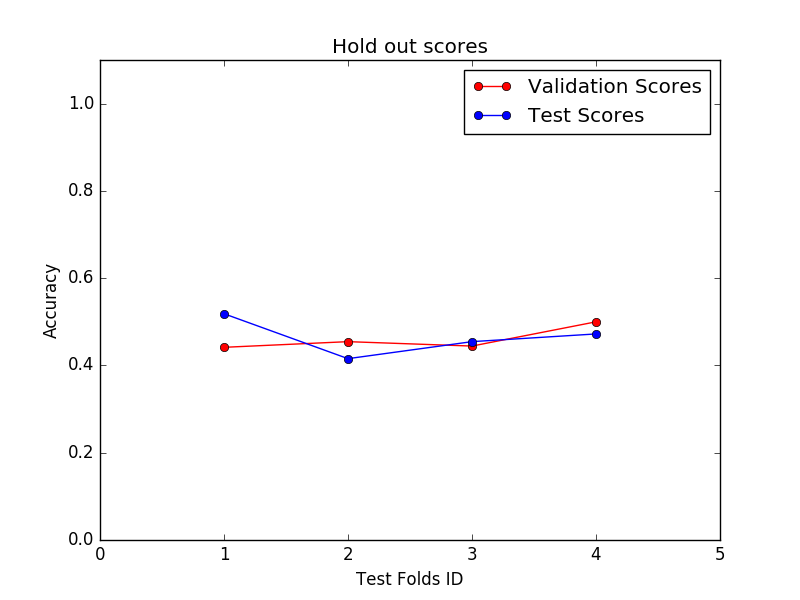 Hold out scores
Validation Scores
Test Scores
1.0
0.8
0.6
0.4
0.2
0.0
Accuracy
0 1 2 3 4 5
Test Folds ID